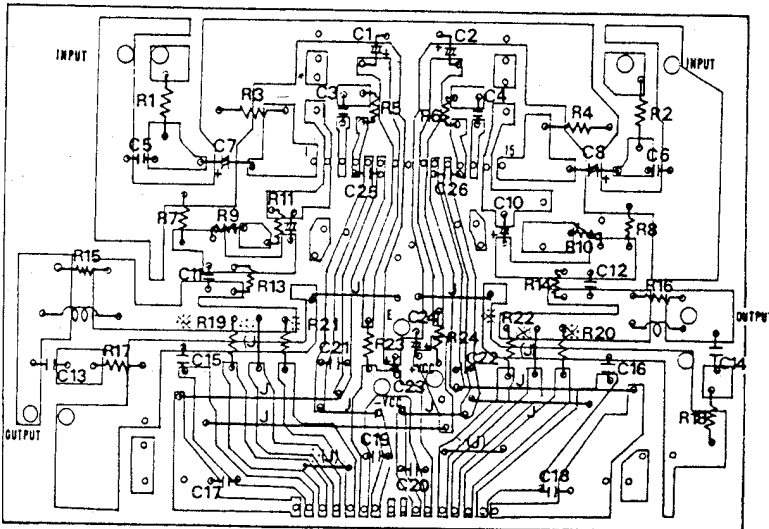 C1 C2
INPUT INPUT
R1 R3 C3 R5 R6 C4 R4 R2
C5 C7 15 C8 C6
C25 C26
R7 R9 R11 C10 R10 R8
R15 C11 R13 R14 C12 R16
J E J OUTPUT
R19 J R21 C24 R22 R20
R17 C15 C21 R23 R24 C22 J C16 C14
C13 +VCC
C23
J J -VCC J J R18
OUTPUT J J
J C19 J
C17 C20 C18